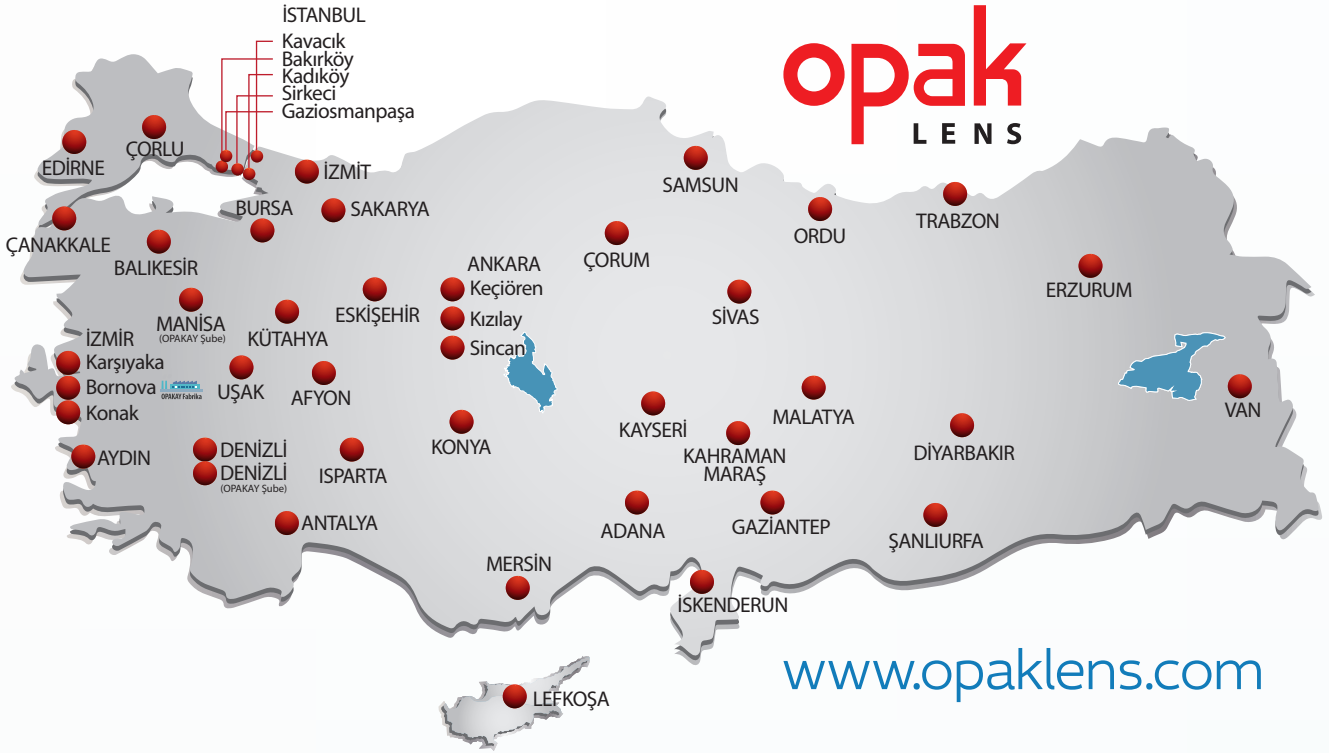 İSTANBUL
Kavacık
Bakırköy
Kadıköy
Sirkeci
Gaziosmanpaşa
opak
LENS
EDİRNE
ÇORLU
İZMİT
SAMSUN
BURSA
SAKARYA
ORDU
TRABZON
ÇANAKKALE
BALIKESİR
ANKARA
Keçiören
Kızılay
Sincan
ÇORUM
ERZURUM
MANİSA
(OPAKAY Şube)
KÜTAHYA
ESKİŞEHİR
SİVAS
İZMİR
Karşıyaka
Bornova
Konak
OPAKAY Fabrika
UŞAK
AFYON
KONYA
KAYSERİ
MALATYA
VAN
AYDIN
DENİZLİ
DENİZLİ
(OPAKAY Şube)
ISPARTA
KAHRAMAN
MARAŞ
DİYARBAKIR
ANTALYA
ADANA
GAZİANTEP
ŞANLIURFA
MERSİN
İSKENDERUN
LEFKOŞA
www.opaklens.com